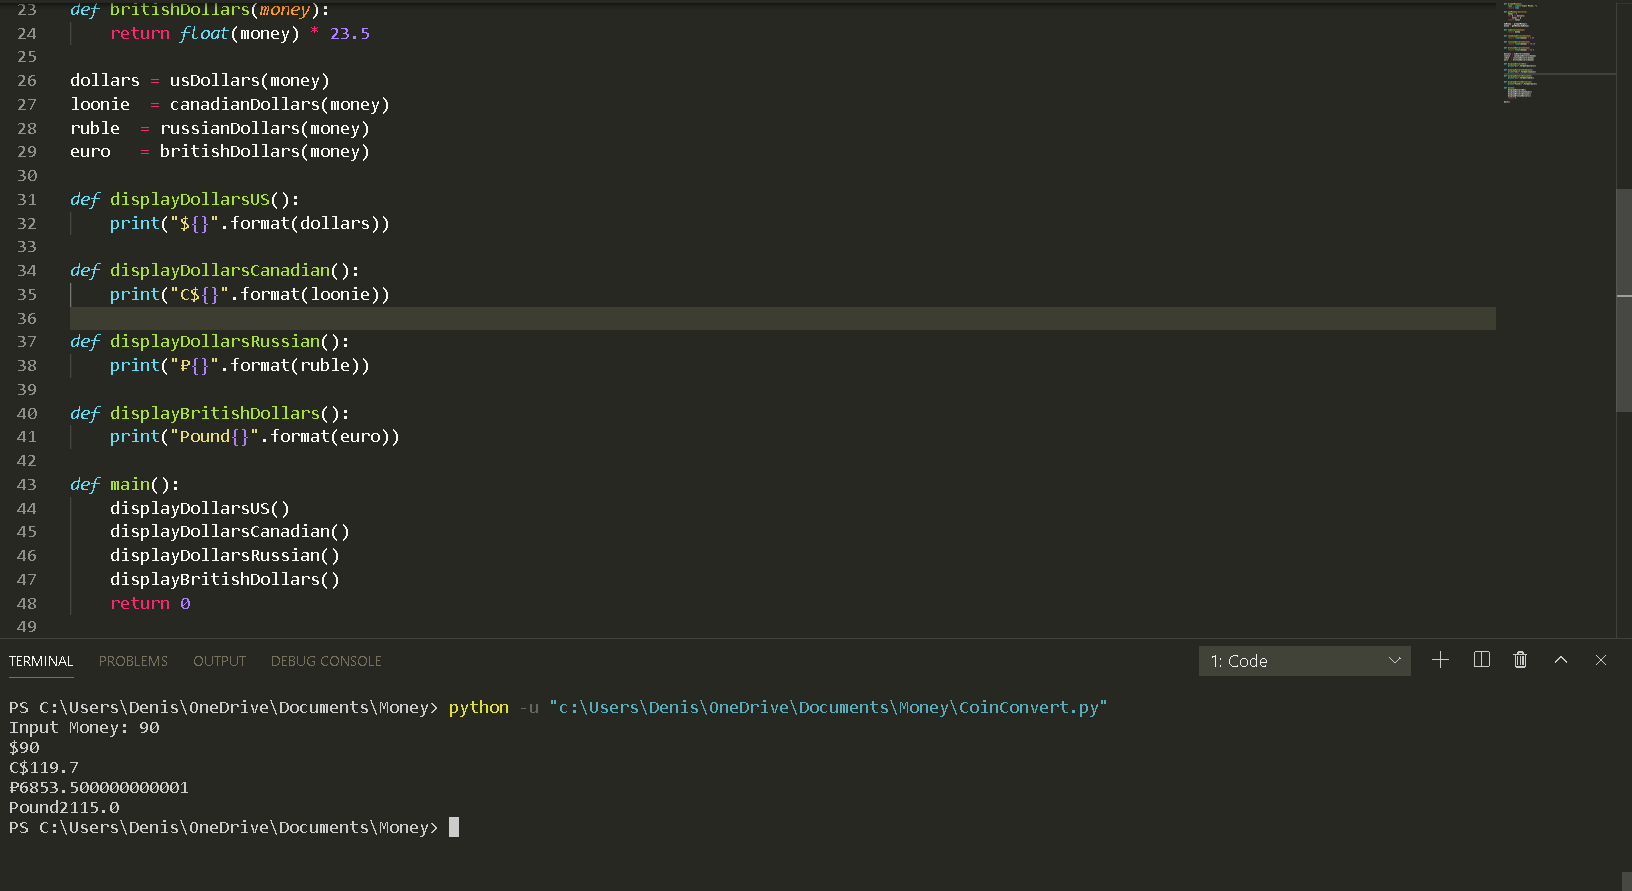 23 def britishDollars(money):
24 return float(money) * 23.5
25
26 dollars = usDollars(money)
27 loonie  = canadianDollars(money)
28 ruble  = russianDollars(money)
29 euro   = britishDollars(money)
30
31 def displayDollarsUS():
32 print("${}".format(dollars))
33
34 def displayDollarsCanadian():
35 print("C${}".format(loonie))
36
37 def displayDollarsRussian():
38 print("₽{}".format(ruble))
39
40 def displayBritishDollars():
41 print("Pound{}".format(euro))
42
43 def main():
44 displayDollarsUS()
45 displayDollarsCanadian()
46 displayDollarsRussian()
47 displayBritishDollars()
48 return 0
49
TERMINAL PROBLEMS OUTPUT DEBUG CONSOLE 1: Code
PS C:\Users\Denis\OneDrive\Documents\Money> python -u "c:\Users\Denis\OneDrive\Documents\Money\CoinConvert.py"
Input Money: 90
$90
C$119.7
₽6853.500000000001
Pound2115.0
PS C:\Users\Denis\OneDrive\Documents\Money>